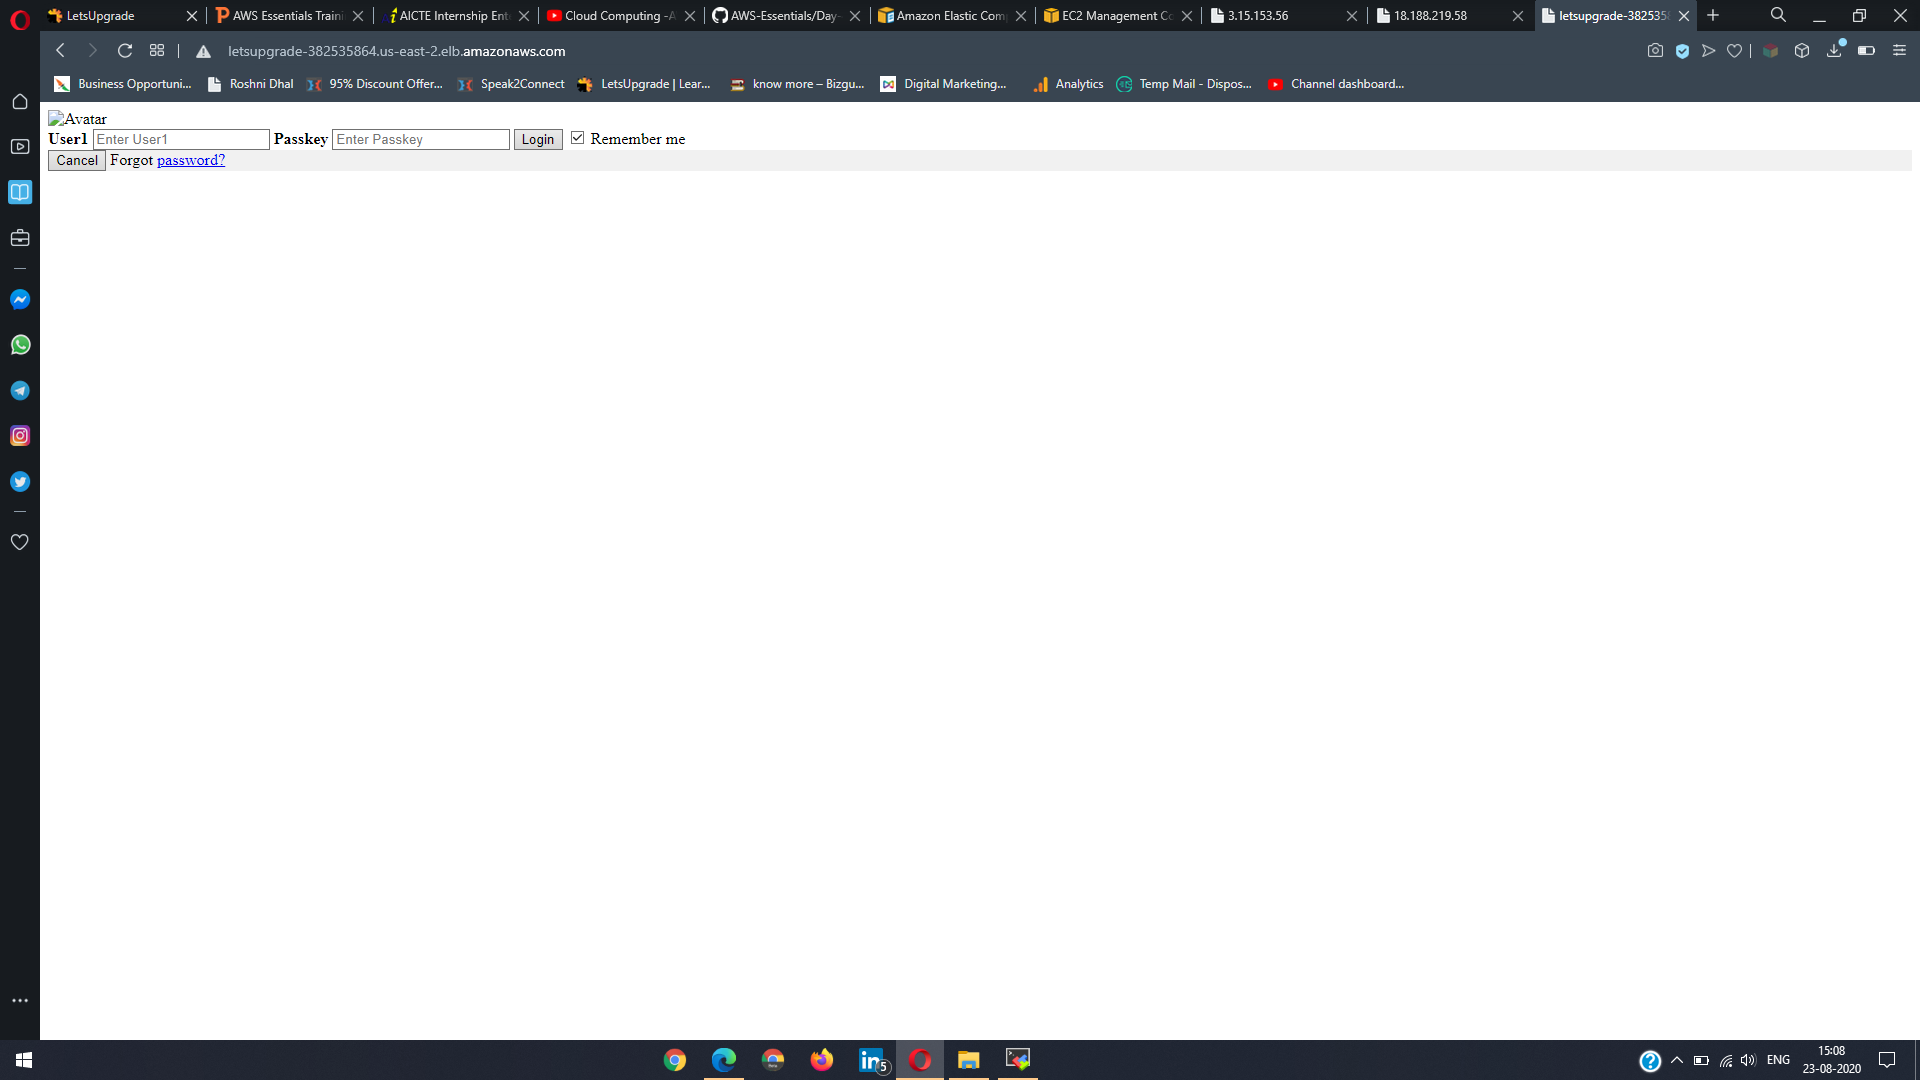 LetsUpgrade
AWS Essentials Traini
AICTE Internship Ent
Cloud Computing -A
AWS-Essentials/Day-
Amazon Elastic Comp
EC2 Management Co
3.15.153.56
18.188.219.58
letsupgrade-382535
letsupgrade-382535864.us-east-2.elb.amazonaws.com
Business Opportuni...
Roshni Dhal
95% Discount Offer...
Speak2Connect
LetsUpgrade | Lear...
know more – Bizgu...
Digital Marketing...
Analytics
Temp Mail - Dispos...
Channel dashboard...
Avatar
User1 Enter User1 Passkey Enter Passkey Login Remember me
Cancel Forgot password?
5
ENG
15:08
23-08-2020